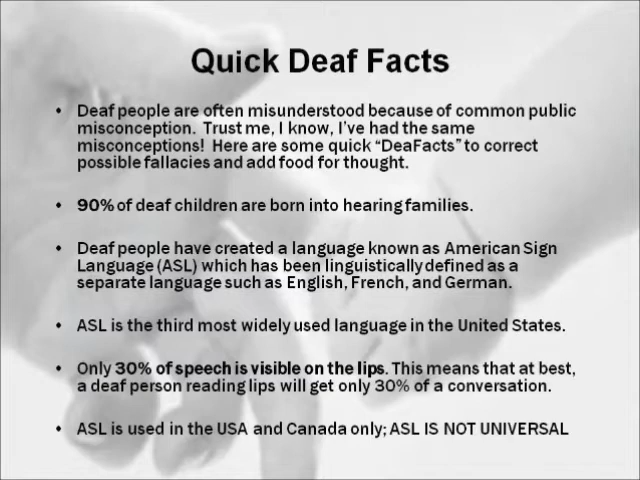 Quick Deaf Facts
• Deaf people are often misunderstood because of common public
misconception. Trust me, I know, I've had the same
misconceptions! Here are some quick "DeaFacts" to correct
possible fallacies and add food for thought.
• 90% of deaf children are born into hearing families.
• Deaf people have created a language known as American Sign
Language (ASL) which has been linguistically defined as a
separate language such as English, French, and German.
• ASL is the third most widely used language in the United States.
• Only 30% of speech is visible on the lips. This means that at best,
a deaf person reading lips will get only 30% of a conversation.
• ASL is used in the USA and Canada only; ASL IS NOT UNIVERSAL